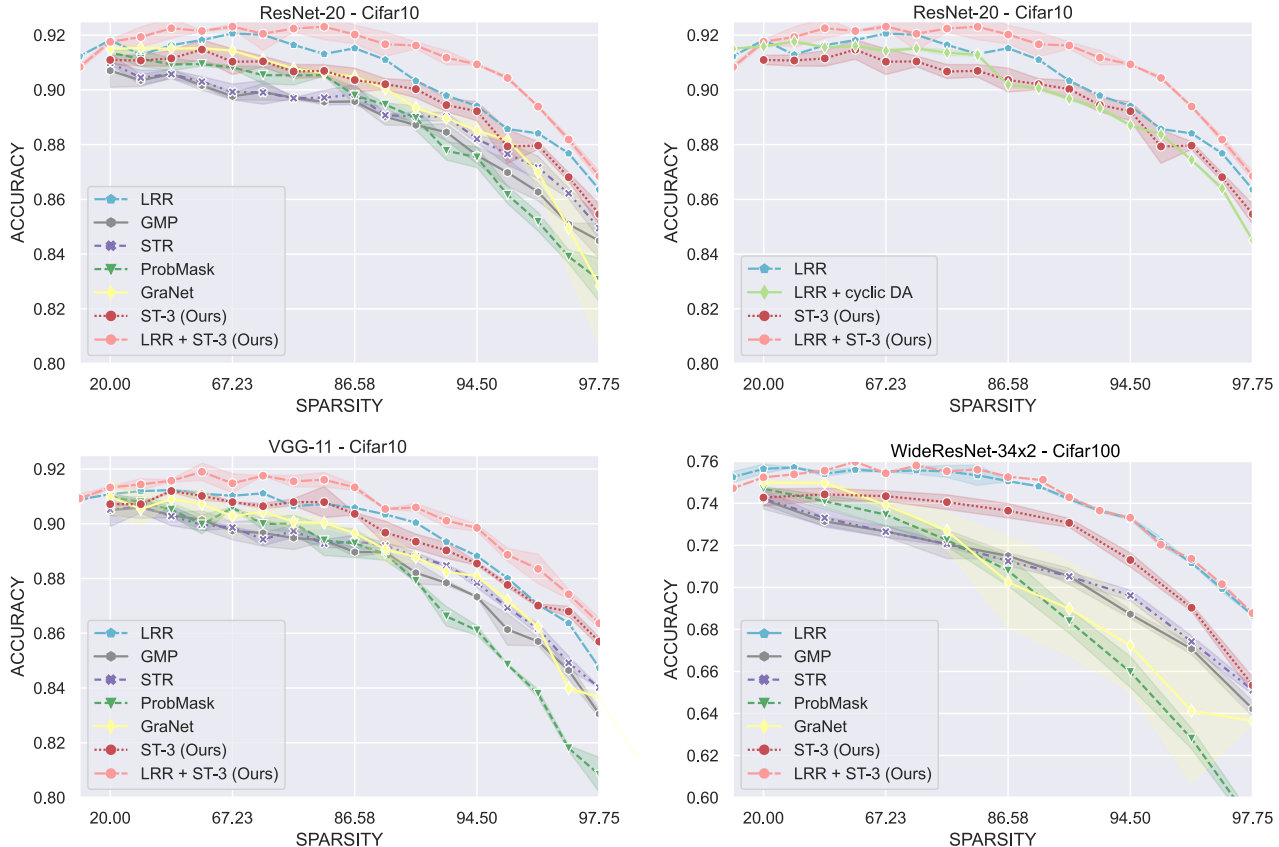 ResNet-20 - Cifar10
0.92
0.90
0.88
0.86
0.84
0.82
0.80
ACCURACY
LRR
GMP
STR
ProbMask
GraNet
ST-3 (Ours)
LRR + ST-3 (Ours)
20.00 67.23 86.58 94.50 97.75
SPARSITY
ResNet-20 - Cifar10
0.92
0.90
0.88
0.86
0.84
0.82
0.80
ACCURACY
LRR
LRR + cyclic DA
ST-3 (Ours)
LRR + ST-3 (Ours)
20.00 67.23 86.58 94.50 97.75
SPARSITY
VGG-11 - Cifar10
0.92
0.90
0.88
0.86
0.84
0.82
0.80
ACCURACY
LRR
GMP
STR
ProbMask
GraNet
ST-3 (Ours)
LRR + ST-3 (Ours)
20.00 67.23 86.58 94.50 97.75
SPARSITY
WideResNet-34x2 - Cifar100
0.76
0.74
0.72
0.70
0.68
0.66
0.64
0.62
0.60
ACCURACY
LRR
GMP
STR
ProbMask
GraNet
ST-3 (Ours)
LRR + ST-3 (Ours)
20.00 67.23 86.58 94.50 97.75
SPARSITY